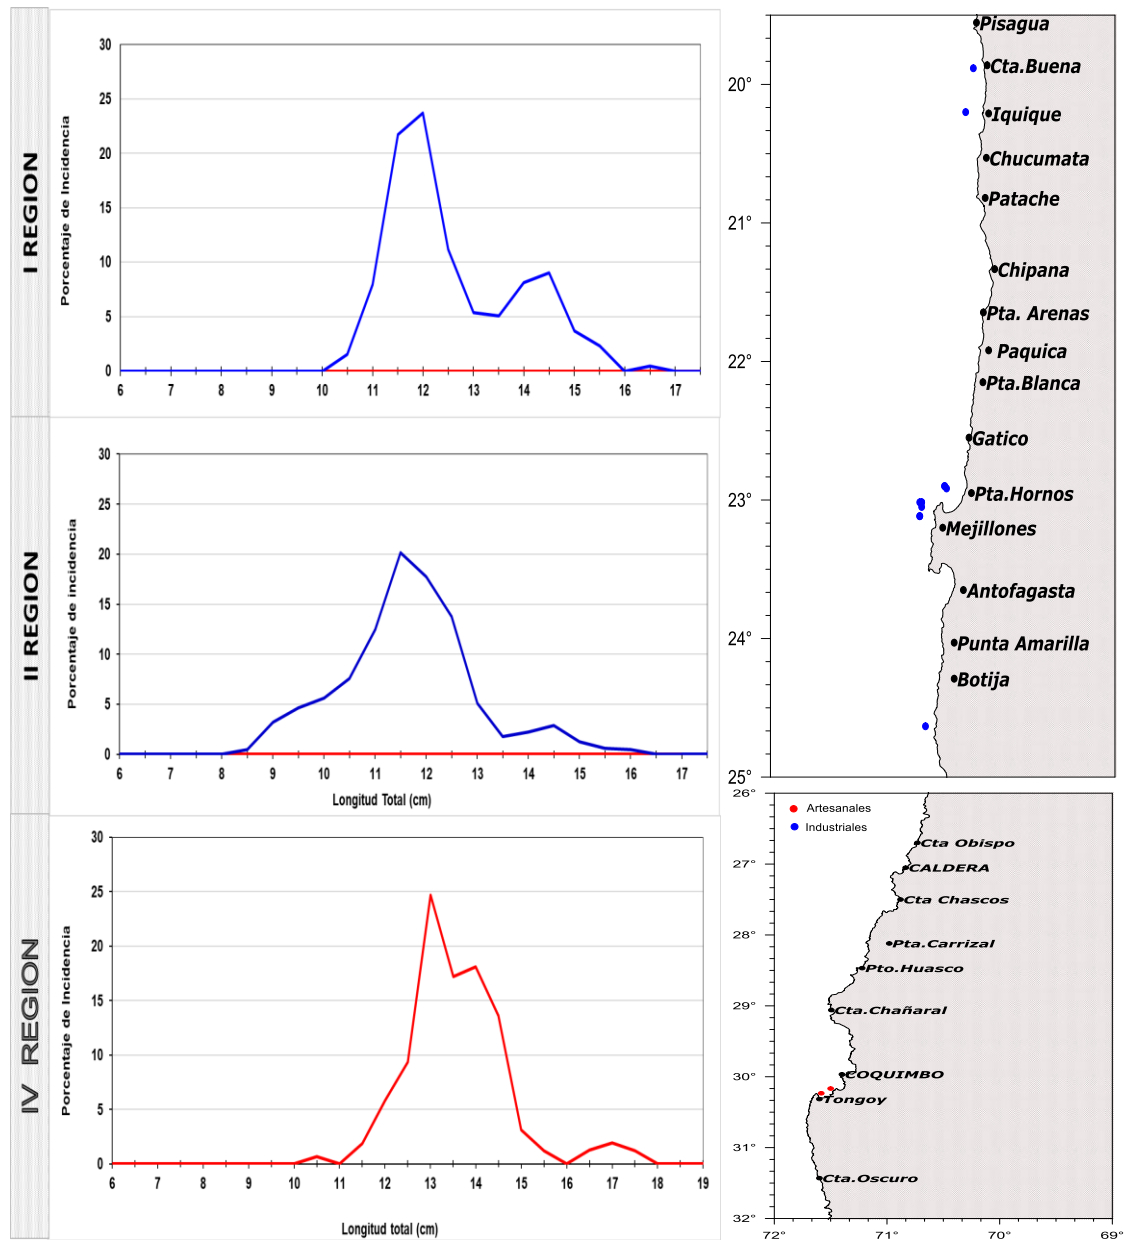 I REGION
Porcentaje de Incidencia
30
25
20
15
10
5
0
6 7 8 9 10 11 12 13 14 15 16 17
II REGION
Porcentaje de incidencia
30
25
20
15
10
5
0
6 7 8 9 10 11 12 13 14 15 16 17
Longitud Total (cm)
IV REGION
Porcentaje de Incidencia
30
25
20
15
10
5
0
6 7 8 9 10 11 12 13 14 15 16 17 18 19
Longitud total (cm)
Pisagua
Cta.Buena
20°
Iquique
Chucumata
Patache
21°
Chipana
Pta. Arenas
Paquica
22°
Pta.Blanca
Gatico
Pta.Hornos
23°
Mejillones
Antofagasta
24°
Punta Amarilla
Botija
25°
26°
Artesanales
Industriales
Cta Obispo
27°
CALDERA
Cta Chascos
28°
Pta.Carrizal
Pto.Huasco
29°
Cta.Chañaral
30°
COQUIMBO
Tongoy
31°
Cta.Oscuro
32°
72° 71° 70° 69°